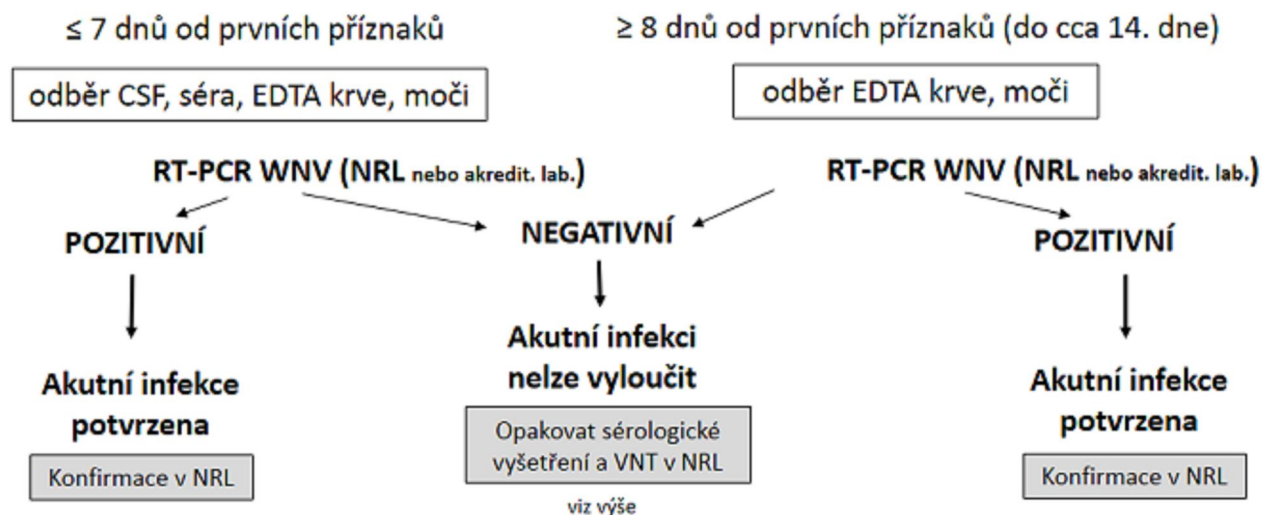 ≤ 7 dnů od prvních příznaků
≥ 8 dnů od prvních příznaků (do cca 14. dne)
odběr CSF, séra, EDTA krve, moči
odběr EDTA krve, moči
RT-PCR WNV (NRL nebo akredit. lab.)
RT-PCR WNV (NRL nebo akredit. lab.)
POZITIVNÍ
NEGATIVNÍ
POZITIVNÍ
Akutní infekce
potvrzena
Konfirmace v NRL
Akutní infekci
nelze vyloučit
Opakovat sérologické
vyšetření a VNT v NRL
viz výše
Akutní infekce
potvrzena
Konfirmace v NRL